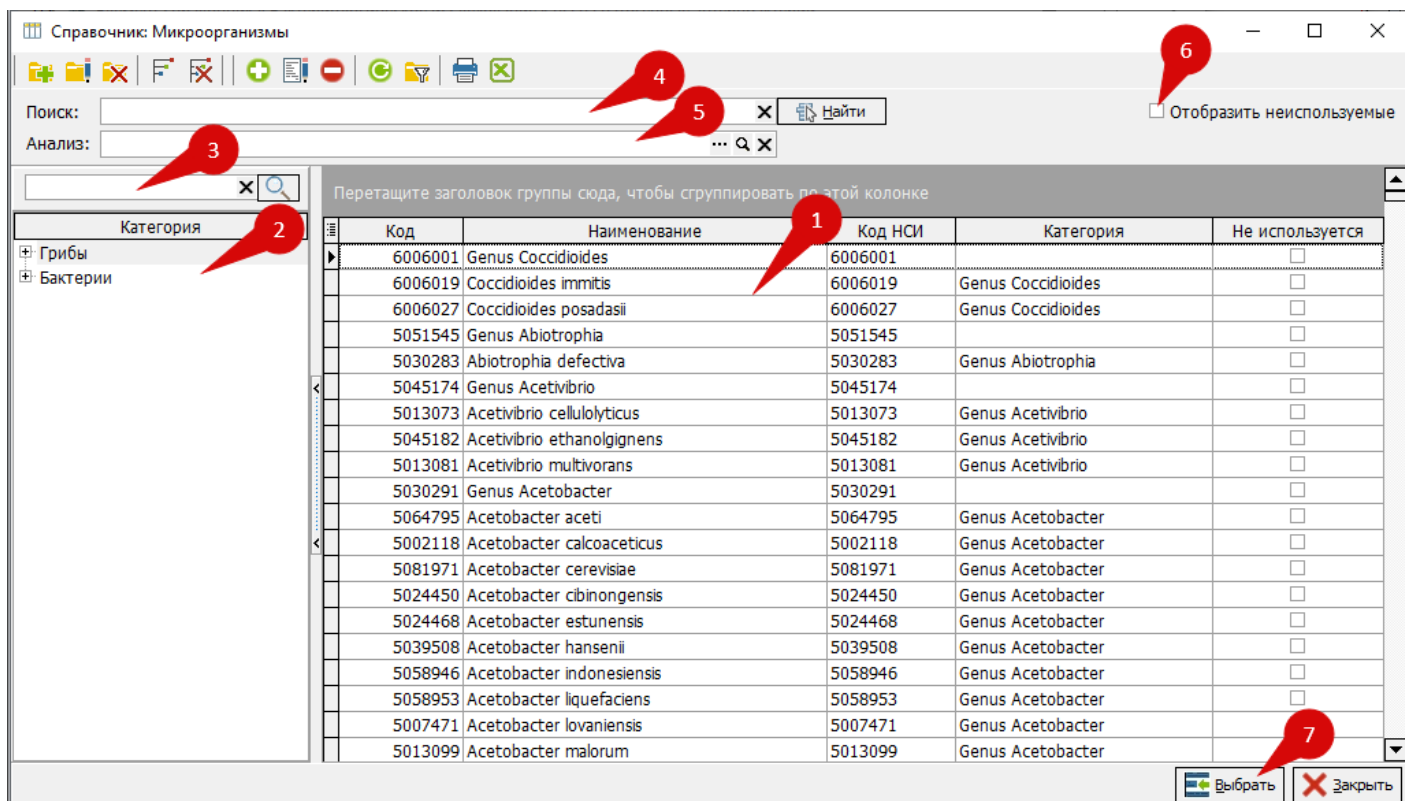 Справочник: Микроорганизмы
6
4
Поиск: Найти Отобразить неиспользуемые
5
Анализ:
3
Перетащите заголовок группы сюда, чтобы сгруппировать по этой колонке
Категория 2
1
Код Наименование Код НСИ Категория Не используется
Грибы
Бактерии
6006001 Genus Coccidioides 6006001
6006019 Coccidioides immitis 6006019 Genus Coccidioides
6006027 Coccidioides posadasii 6006027 Genus Coccidioides
5051545 Genus Abiotrophia 5051545
5030283 Abiotrophia defectiva 5030283 Genus Abiotrophia
5045174 Genus Acetivibrio 5045174
5013073 Acetivibrio cellulolyticus 5013073 Genus Acetivibrio
5045182 Acetivibrio ethanolgignens 5045182 Genus Acetivibrio
5013081 Acetivibrio multivorans 5013081 Genus Acetivibrio
5030291 Genus Acetobacter 5030291
5064795 Acetobacter aceti 5064795 Genus Acetobacter
5002118 Acetobacter calcoaceticus 5002118 Genus Acetobacter
5081971 Acetobacter cerevisiae 5081971 Genus Acetobacter
5024450 Acetobacter cibinongensis 5024450 Genus Acetobacter
5024468 Acetobacter estunensis 5024468 Genus Acetobacter
5039508 Acetobacter hansenii 5039508 Genus Acetobacter
5058946 Acetobacter indonesiensis 5058946 Genus Acetobacter
5058953 Acetobacter liquefaciens 5058953 Genus Acetobacter
5007471 Acetobacter lovaniensis 5007471 Genus Acetobacter
5013099 Acetobacter malorum 5013099 Genus Acetobacter
7
Выбрать Закрыть